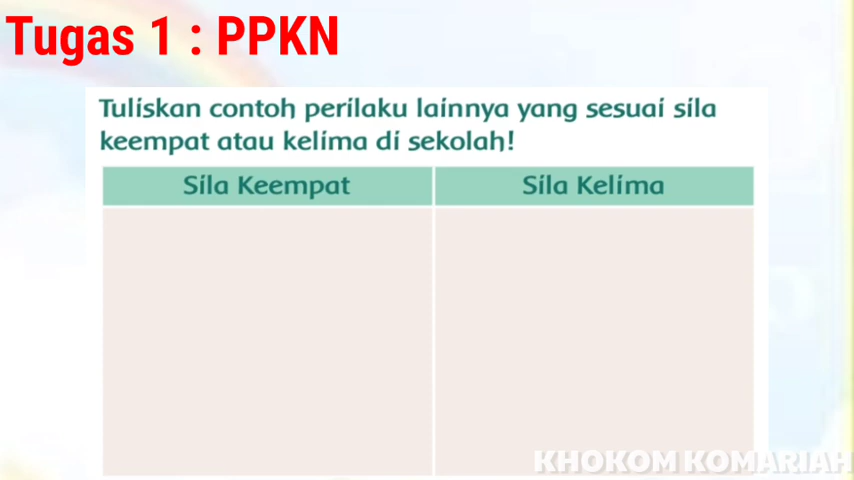 Tugas 1 : PPKN
Tuliskan contoh perilaku lainnya yang sesuai sila
keempat atau kelima di sekolah!
Sila Keempat
Sila Kelima
KHOKOM KOMARIAH